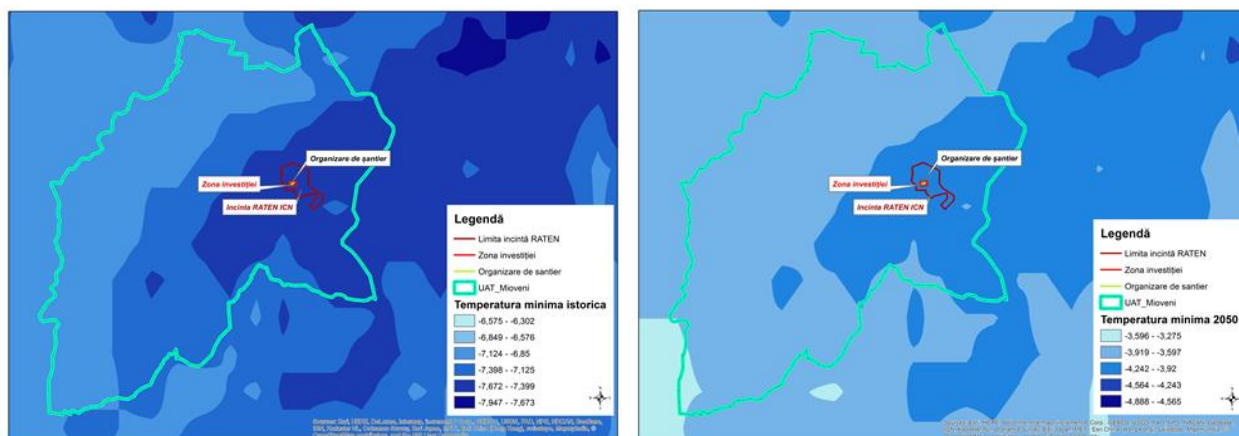 Organizare de șantier
Zona investiției
Incinta RATEN ICN
Legendă
Limita incintă RATEN
Zona investiției
Organizare de santier
UAT_Mioveni
Temperatura minima istorica
-6,575 - -6,302
-6,849 - -6,576
-7,124 - -6,85
-7,398 - -7,125
-7,672 - -7,399
-7,947 - -7,673
Organizare de șantier
Zona investiției
Incinta RATEN ICN
Legendă
Limita incintă RATEN
Zona investiției
Organizare de santier
UAT_Mioveni
Temperatura minima 2050
-3,596 - -3,275
-3,919 - -3,597
-4,242 - -3,92
-4,564 - -4,243
-4,888 - -4,565